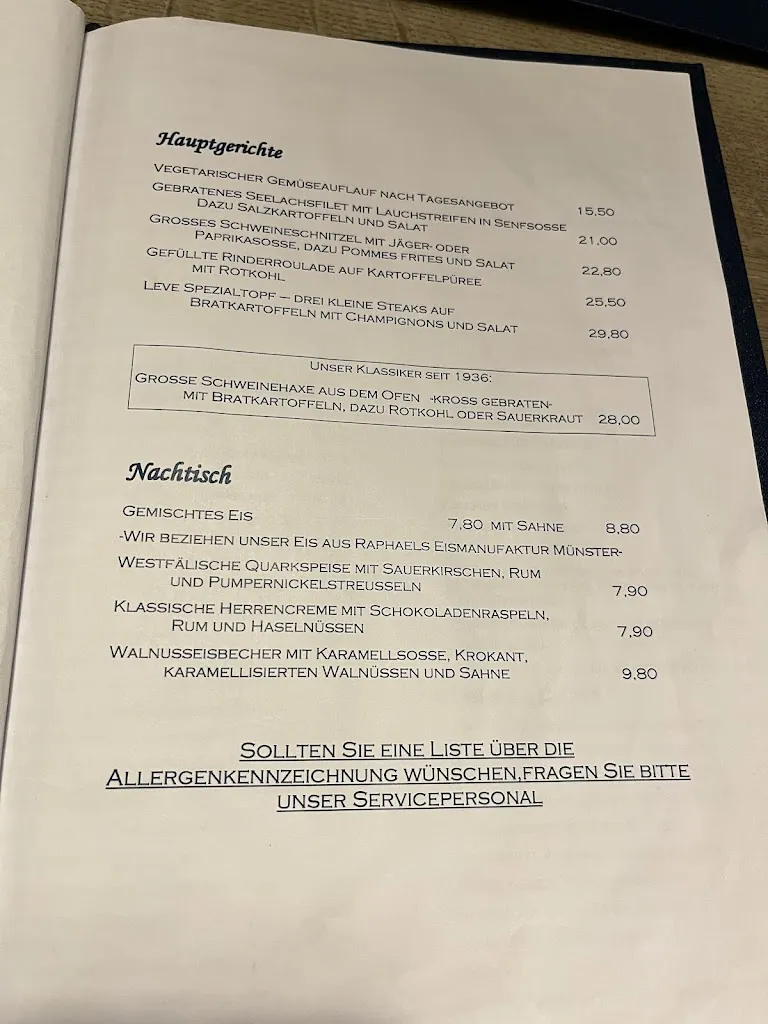 Hauptgerichte
VEGETARISCHER GEMÜSEAUFLAUF NACH TAGESANGEBOT 15,50
GEBRATENES SEELACHSFILET MIT LAUCHSTREIFEN IN SENFSOSSE
DAZU SALZKARTOFFELN UND SALAT 21,00
GROSSES SCHWEINESCHNITZEL MIT JÄGER- ODER
PAPRIKASOSSE, DAZU POMMES FRITES UND SALAT 22,80
GEFÜLLTE RINDERROULADE AUF KARTOFFELPÜREE
MIT ROTKOHL 25,50
LEVE SPEZIALTOPF – DREI KLEINE STEAKS AUF
BRATKARTOFFELN MIT CHAMPIGNONS UND SALAT 29,80
UNSER KLASSIKER SEIT 1936:
GROSSE SCHWEINEHAXE AUS DEM OFEN -KROSS GEBRATEN-
MIT BRATKARTOFFELN, DAZU ROTKOHL ODER SAUERKRAUT 28,00
Nachtisch
GEMISCHTES EIS 7,80 MIT SAHNE 8,80
-WIR BEZIEHEN UNSER EIS AUS RAPHAELS EISMANUFAKTUR MÜNSTER-
WESTFÄLISCHE QUARKSPEISE MIT SAUERKIRSCHEN, RUM
UND PUMPERNICKELSTREUSSELN 7,90
KLASSISCHE HERRENCREME MIT SCHOKOLADENRASPELN,
RUM UND HASELNÜSSEN 7,90
WALNUSSEISBECHER MIT KARAMELLSOSSE, KROKANT,
KARAMELLISIERTEN WALNÜSSEN UND SAHNE 9,80
SOLLTEN SIE EINE LISTE ÜBER DIE
ALLERGENKENNZEICHNUNG WÜNSCHEN,FRAGEN SIE BITTE
UNSER SERVICEPERSONAL